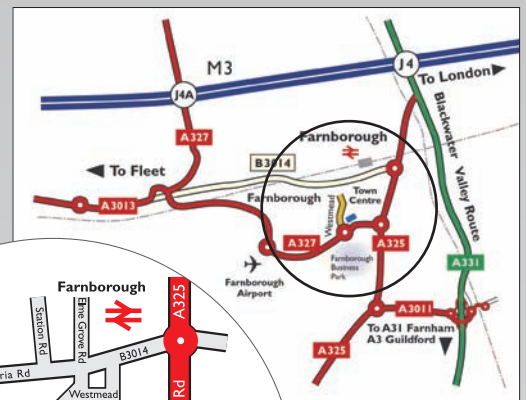 M3
J4
J4A
To London
A327
Farnborough
Blackwater
Valley Route
B3014
To Fleet
Town
Centre
A3013
Farnborough
Westmead
A327
A325
Farnborough
Business
Park
A331
Farnborough
Airport
A3011
To A31 Farnham
A3 Guildford
A325
Farnborough
Station Rd
Elme Grove Rd
A325
B3014
ria Rd
Westmead
Rd